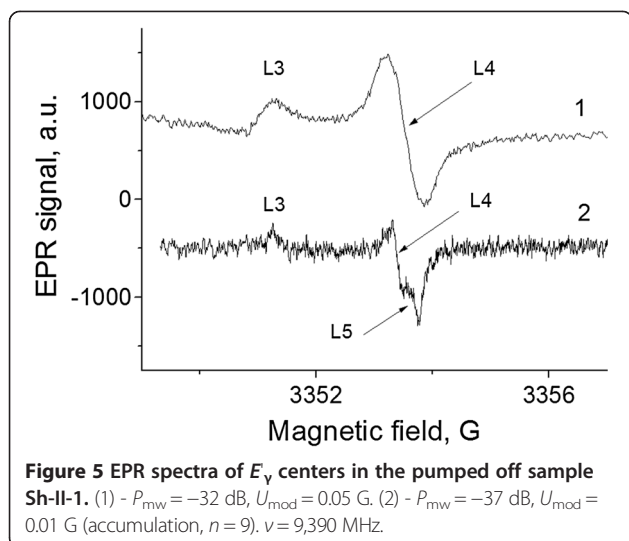 L3
L4
1000
1
0
L3
L4
2
-1000
L5
EPR signal, a.u.
3352
3356
Magnetic field, G
Figure 5 EPR spectra of E'γ centers in the pumped off sample
Sh-II-1. (1) - Pmw = −32 dB, Umod = 0.05 G. (2) - Pmw = −37 dB, Umod =
0.01 G (accumulation, n = 9). ν = 9,390 MHz.